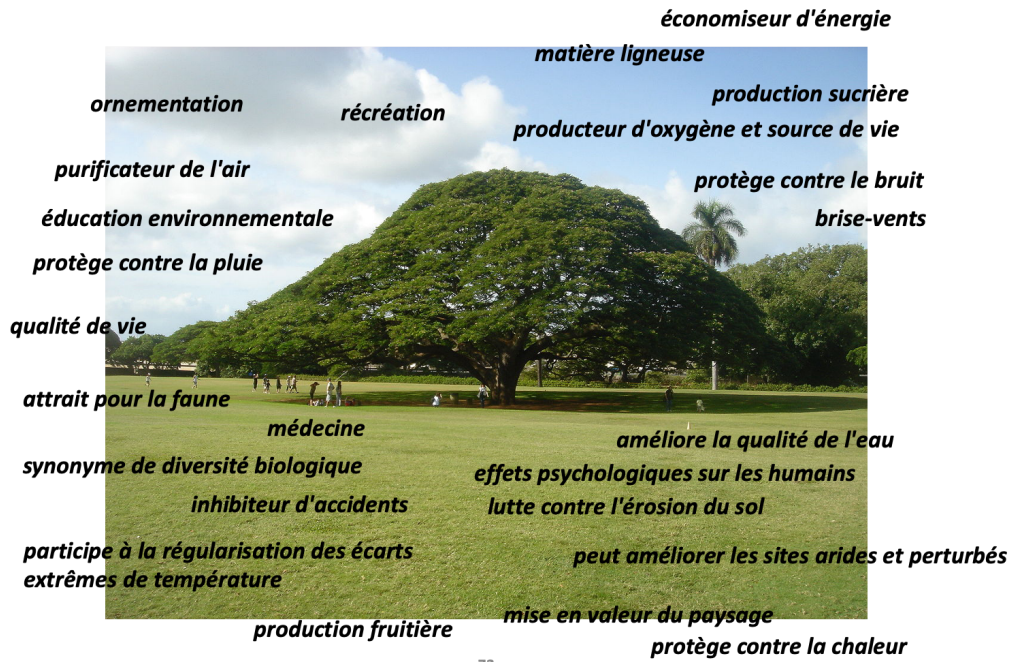 économiseur d'énergie
matière ligneuse
production sucrière
ornementation
récréation
producteur d'oxygène et source de vie
purificateur de l'air
protège contre le bruit
éducation environnementale
brise-vents
protège contre la pluie
qualité de vie
attrait pour la faune
médecine
améliore la qualité de l'eau
synonyme de diversité biologique
effets psychologiques sur les humains
inhibiteur d'accidents
lutte contre l'érosion du sol
participe à la régularisation des écarts
extrêmes de température
peut améliorer les sites arides et perturbés
mise en valeur du paysage
production fruitière
protège contre la chaleur